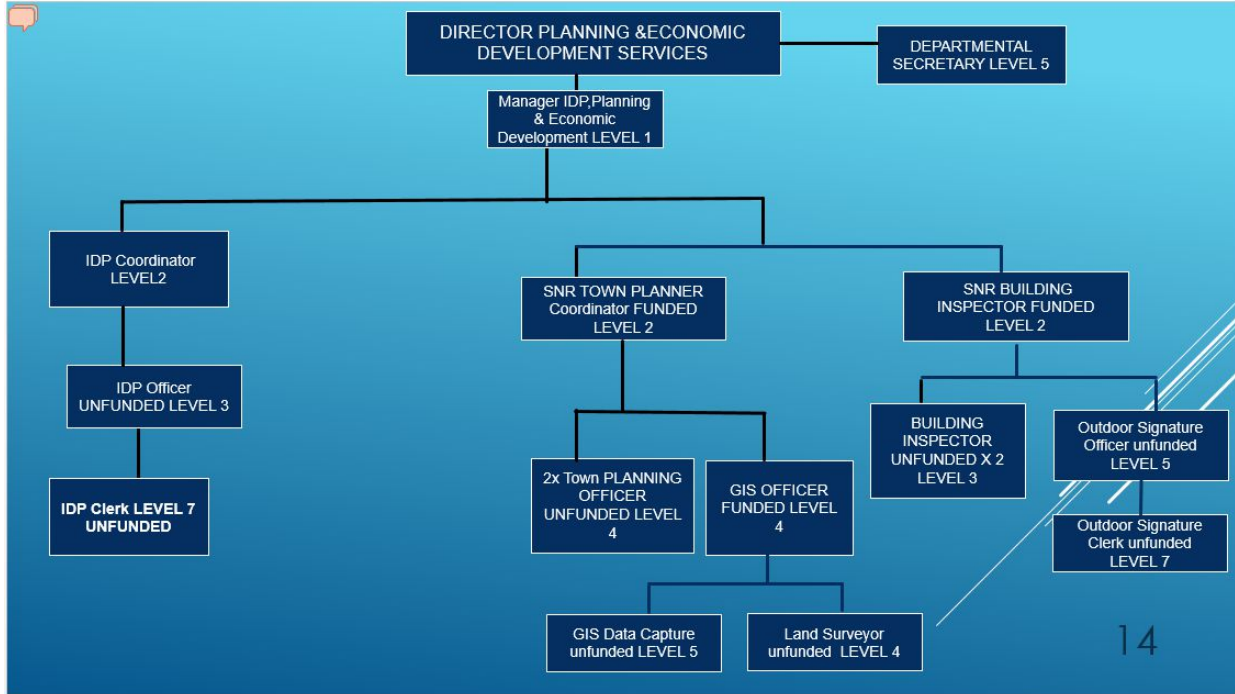 DIRECTOR PLANNING &ECONOMIC
DEVELOPMENT SERVICES
DEPARTMENTAL
SECRETARY LEVEL 5
Manager IDP,Planning
& Economic
Development LEVEL 1
IDP Coordinator
LEVEL2
SNR TOWN PLANNER
Coordinator FUNDED
LEVEL 2
SNR BUILDING
INSPECTOR FUNDED
LEVEL 2
IDP Officer
UNFUNDED LEVEL 3
BUILDING
INSPECTOR
UNFUNDED X 2
LEVEL 3
Outdoor Signature
Officer unfunded
LEVEL 5
IDP Clerk LEVEL 7
UNFUNDED
2x Town PLANNING
OFFICER
UNFUNDED LEVEL
4
GIS OFFICER
FUNDED LEVEL
4
Outdoor Signature
Clerk unfunded
LEVEL 7
GIS Data Capture
unfunded LEVEL 5
Land Surveyor
unfunded LEVEL 4
14